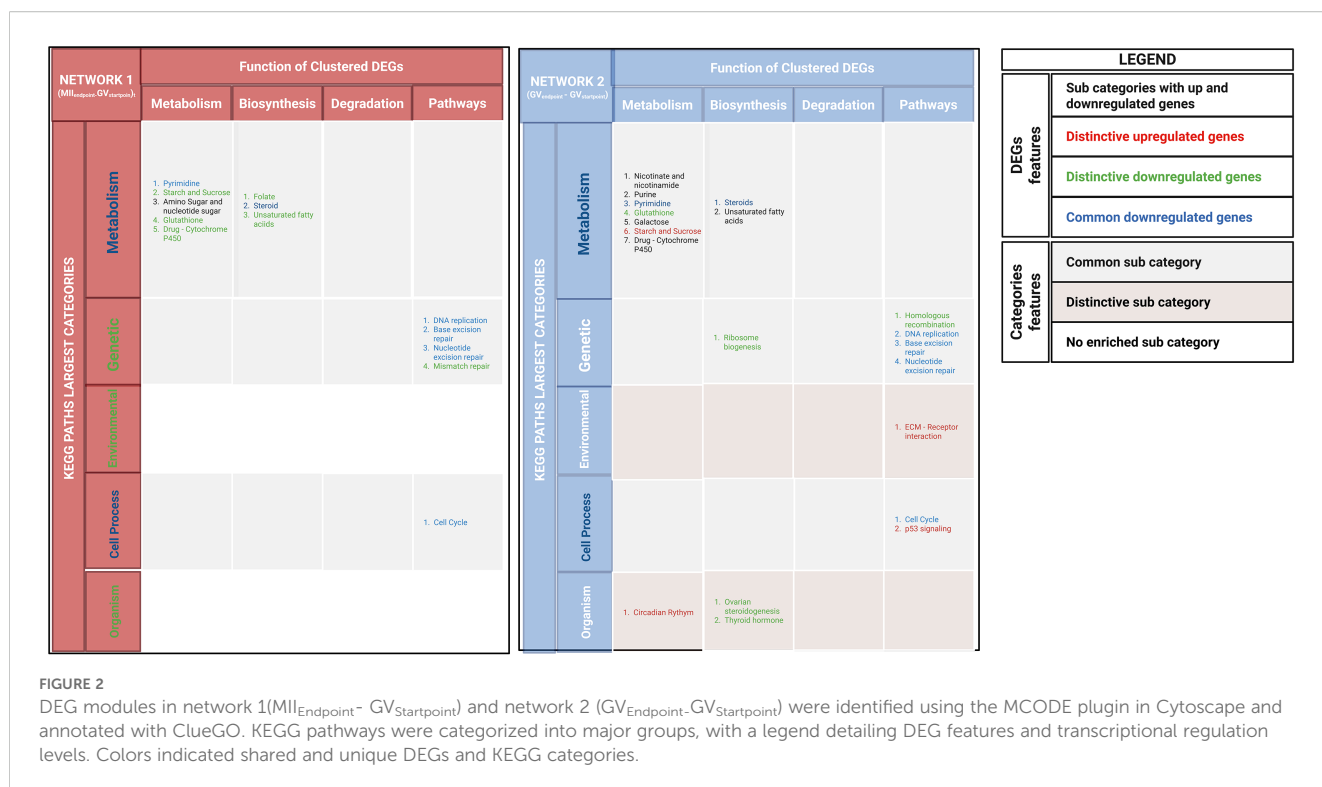 NETWORK 1
(MIIendpoint-GVstartpoint)
Function of Clustered DEGs
Metabolism
Biosynthesis
Degradation
Pathways
KEGG PATHS LARGEST CATEGORIES
Metabolism
1. Pyrimidine
2. Starch and Sucrose
3. Amino Sugar and
nucleotide sugar
4. Glutathione
5. Drug - Cytochrome
P450
1. Folate
2. Steroid
3. Unsaturated fatty
aciids
Genetic
1. DNA replication
2. Base excision
repair
3. Nucleotide
excision repair
4. Mismatch repair
Environmental
Cell Process
1. Cell Cycle
Organism
NETWORK 2
(GVendpoint - GVstartpoint)
Function of Clustered DEGs
Metabolism
Biosynthesis
Degradation
Pathways
KEGG PATHS LARGEST CATEGORIES
Metabolism
1. Nicotinate and
nicotinamide
2. Purine
3. Pyrimidine
4. Glutathione
5. Galactose
6. Starch and Sucrose
7. Drug - Cytochrome
P450
1. Steroids
2. Unsaturated fatty
acids
Genetic
1. Ribosome
biogenesis
1. Homologous
recombination
2. DNA replication
3. Base excision
repair
4. Nucleotide
excision repair
Environmental
1. ECM - Receptor
interaction
Cell Process
1. Cell Cycle
2. p53 signaling
Organism
1. Circadian Rythym
1. Ovarian
steroidogenesis
2. Thyroid hormone
LEGEND
DEGs
features
Sub categories with up and
downregulated genes
Distinctive upregulated genes
Distinctive downregulated genes
Common downregulated genes
Categories
features
Common sub category
Distinctive sub category
No enriched sub category
FIGURE 2
DEG modules in network 1(MIIEndpoint- GVStartpoint) and network 2 (GVEndpoint-GVStartpoint) were identified using the MCODE plugin in Cytoscape and
annotated with ClueGO. KEGG pathways were categorized into major groups, with a legend detailing DEG features and transcriptional regulation
levels. Colors indicated shared and unique DEGs and KEGG categories.